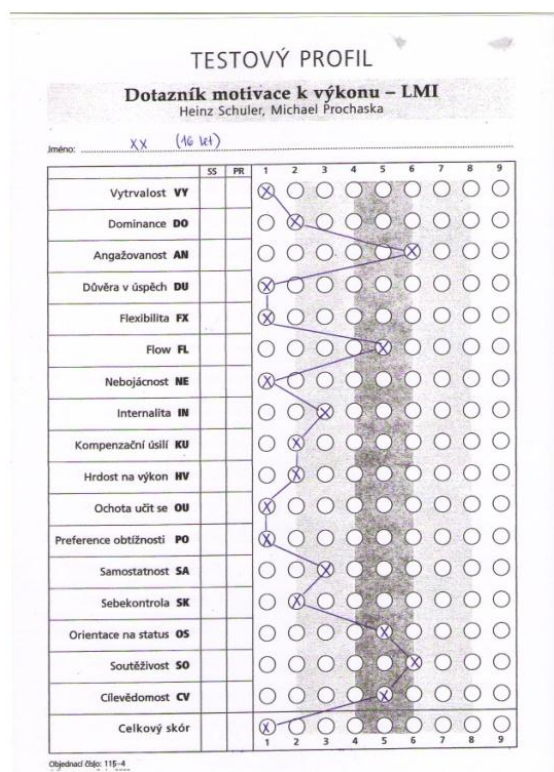 TESTOVÝ PROFIL
Dotazník motivace k výkonu – LMI
Heinz Schuler, Michael Prochaska
Jméno: XX (16 let)
SS PR 1 2 3 4 5 6 7 8 9
Vytrvalost VY
Dominance DO
Angažovanost AN
Důvěra v úspěch DU
Flexibilita FX
Flow FL
Nebojácnost NE
Internalita IN
Kompenzační úsilí KU
Hrdost na výkon HV
Ochota učit se OU
Preference obtížnosti PO
Samostatnost SA
Sebekontrola SK
Orientace na status OS
Soutěživost SO
Cílevědomost CV
Celkový skór
1 2 3 4 5 6 7 8 9
Objednací číslo: 115-4